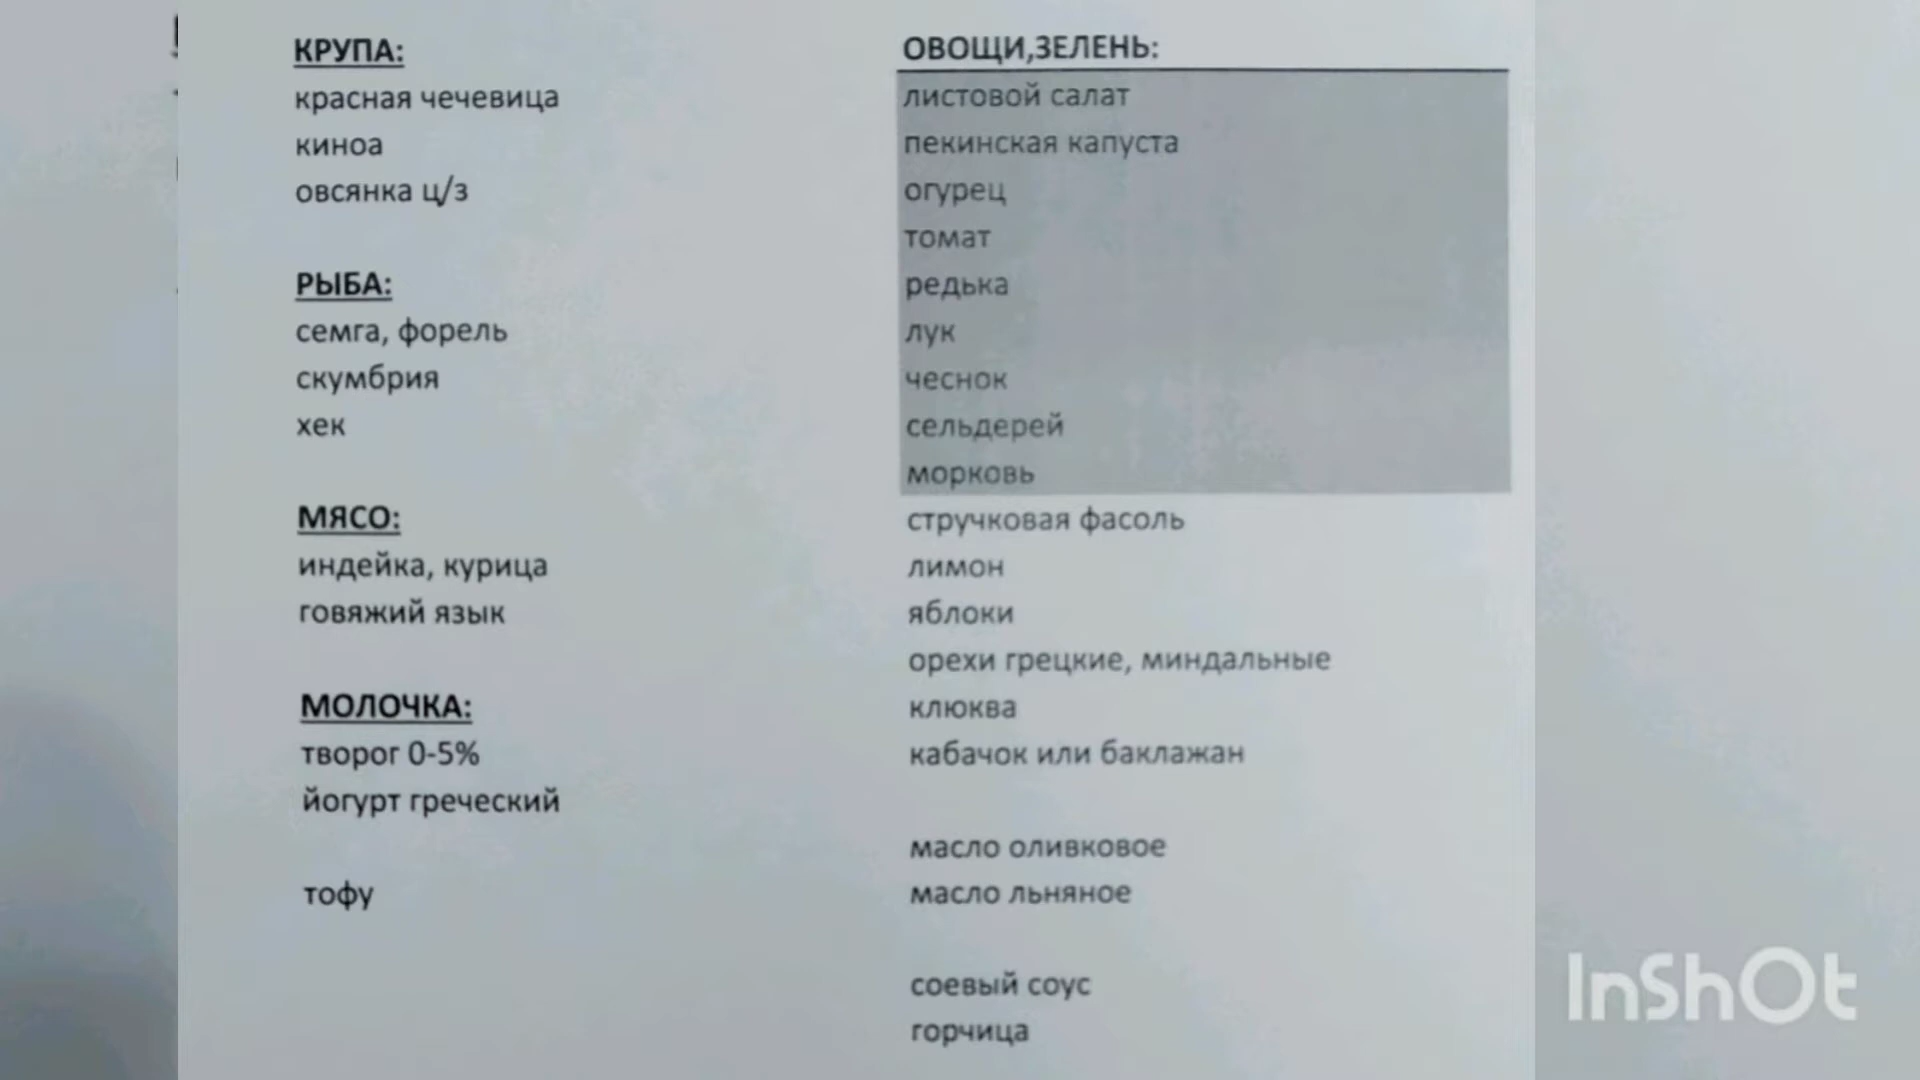 КРУПА:
красная чечевица
киноа
овсянка ц/з
РЫБА:
семга, форель
скумбрия
хек
МЯСО:
индейка, курица
говяжий язык
МОЛОЧКА:
творог 0-5%
йогурт греческий
тофу
ОВОЩИ,ЗЕЛЕНЬ:
листовой салат
пекинская капуста
огурец
томат
редька
лук
чеснок
сельдерей
морковь
стручковая фасоль
лимон
яблоки
орехи грецкие, миндальные
клюква
кабачок или баклажан
масло оливковое
масло льняное
соевый соус
горчица
InShOt